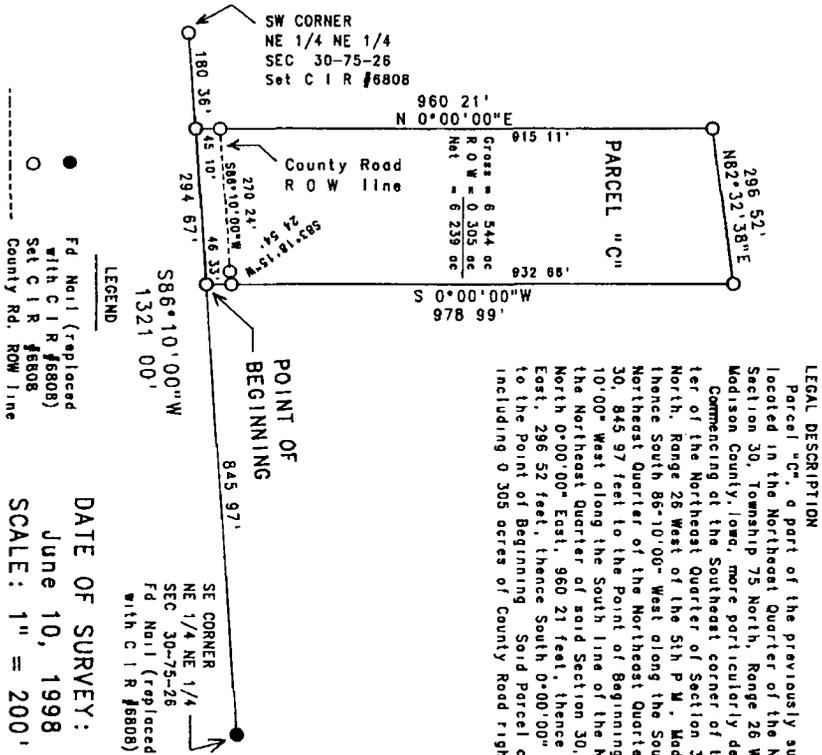 SW CORNER
NE 1/4 NE 1/4
SEC 30-75-26
Set C I R #6808
180 36'
960 21'
N 0°00'00"E
915 11'
296 52'
N82°32'38"E
PARCEL "C"
Gross = 6 544 ac
R O W = 0 305 ac
Net = 6 239 ac
County Road
R O W line
45 10'
270 24'
S86°10'00"W
24 54'
S83°18'15"W
294 67'
46 33'
932 66'
S 0°00'00"W
978 99'
POINT OF
BEGINNING
S86°10'00"W
1321 00'
845 97'
SE CORNER
NE 1/4 NE 1/4
SEC 30-75-26
Fd Nail (replaced
with C I R #6808)
LEGEND
Fd Nail (replaced
with C I R #6808)
Set C I R #6808
County Rd. ROW line
DATE OF SURVEY:
June 10, 1998
SCALE: 1" = 200'
LEGAL DESCRIPTION
Parcel "C", a part of the previously su
located in the Northeast Quarter of the N
Section 30, Township 75 North, Range 26 W
Madison County, Iowa, more particularly de
Commencing at the Southeast corner of t
ter of the Northeast Quarter of Section 3
North, Range 26 West of the 5th P M , Mad
thence South 86°10'00" West along the Sou
Northeast Quarter of the Northeast Quarte
30, 845 97 feet to the Point of Beginning
10'00" West along the South line of the N
the Northeast Quarter of said Section 30,
North 0°00'00" East, 960 21 feet, thence
East, 296 52 feet, thence South 0°00'00"
to the Point of Beginning Said Parcel c
including 0 305 acres of County Road righ